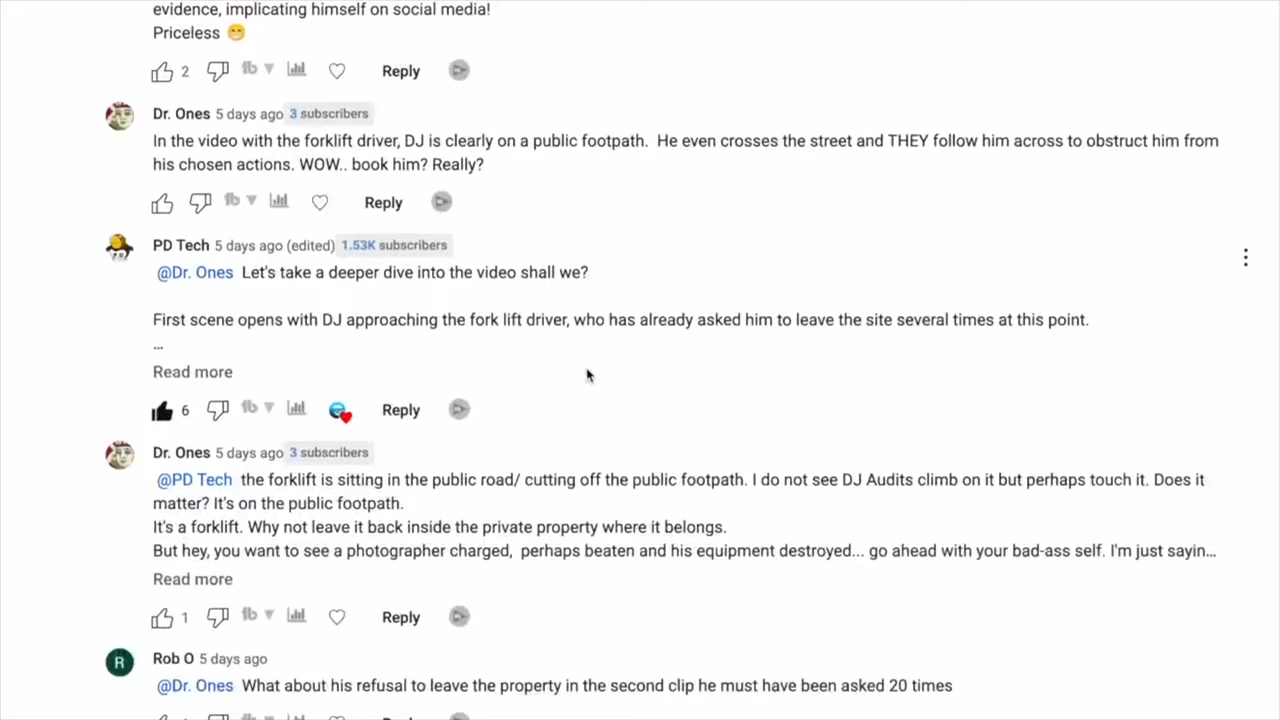 evidence, implicating himself on social media!
Priceless 😁
2 Reply
Dr. Ones 5 days ago 3 subscribers
In the video with the forklift driver, DJ is clearly on a public footpath. He even crosses the street and THEY follow him across to obstruct him from
his chosen actions. WOW.. book him? Really?
Reply
PD Tech 5 days ago (edited) 1.53K subscribers
@Dr. Ones Let's take a deeper dive into the video shall we?
First scene opens with DJ approaching the fork lift driver, who has already asked him to leave the site several times at this point.
...
Read more
6 Reply
Dr. Ones 5 days ago 3 subscribers
@PD Tech the forklift is sitting in the public road/ cutting off the public footpath. I do not see DJ Audits climb on it but perhaps touch it. Does it
matter? It's on the public footpath.
It's a forklift. Why not leave it back inside the private property where it belongs.
But hey, you want to see a photographer charged, perhaps beaten and his equipment destroyed... go ahead with your bad-ass self. I'm just sayin...
Read more
1 Reply
R
Rob O 5 days ago
@Dr. Ones What about his refusal to leave the property in the second clip he must have been asked 20 times